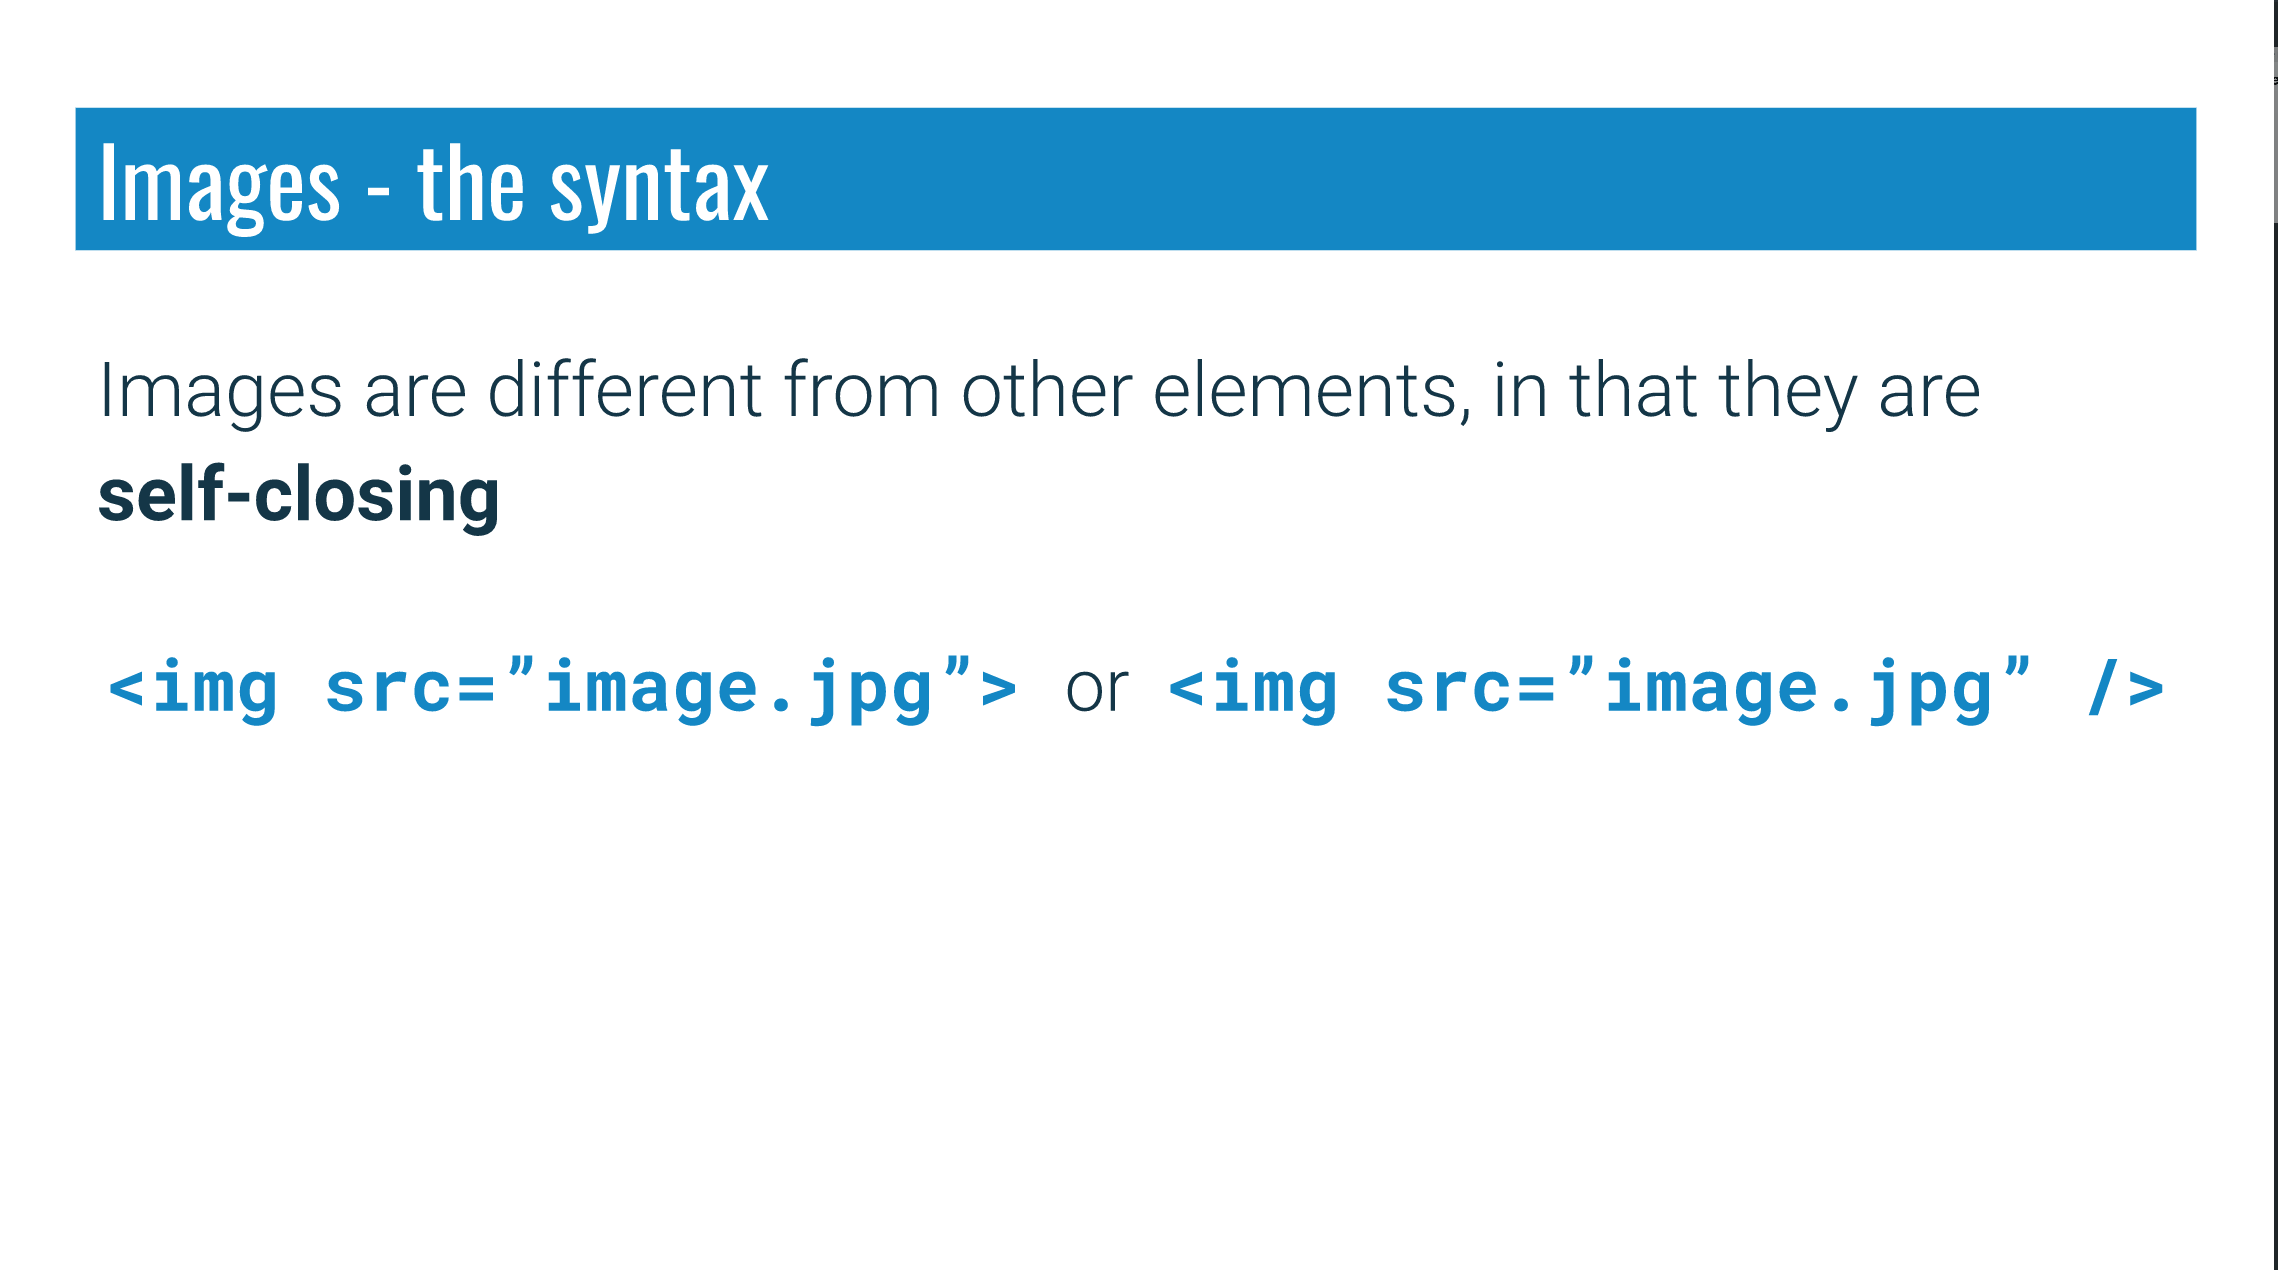 Images - the syntax
Images are different from other elements, in that they are
self-closing
<img src=”image.jpg”> or <img src=”image.jpg” />